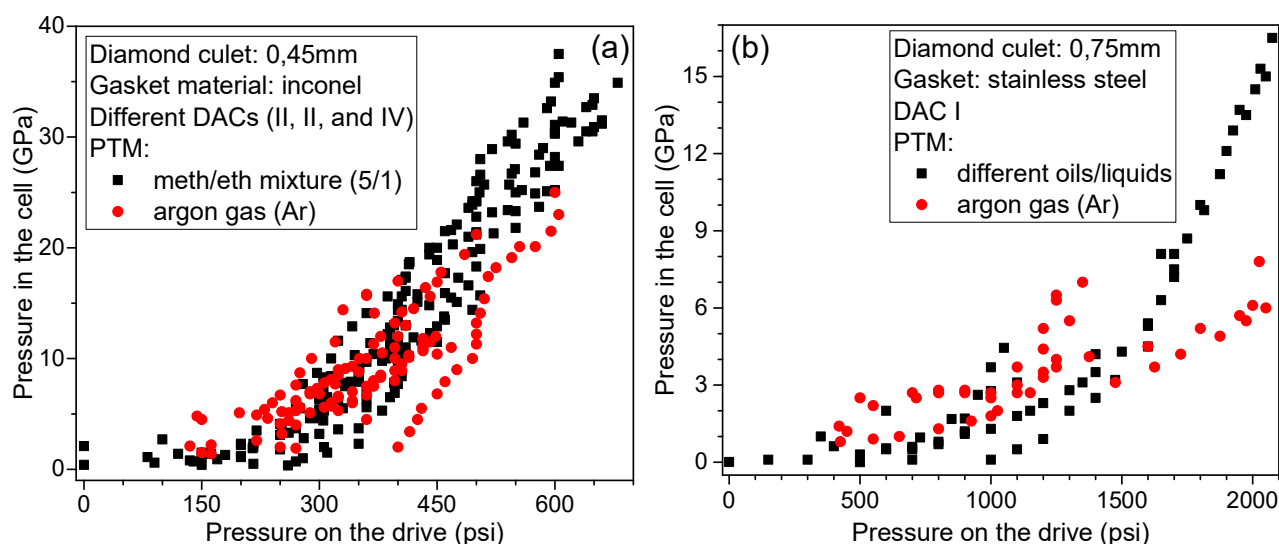 (a)
Diamond culet: 0,45mm
Gasket material: inconel
Different DACs (II, II, and IV)
PTM:
meth/eth mixture (5/1)
argon gas (Ar)
Pressure in the cell (GPa)
40
30
20
10
0
0 150 300 450 600
Pressure on the drive (psi)
(b)
Diamond culet: 0,75mm
Gasket: stainless steel
DAC I
PTM:
different oils/liquids
argon gas (Ar)
Pressure in the cell (GPa)
15
12
9
6
3
0
0 500 1000 1500 2000
Pressure on the drive (psi)